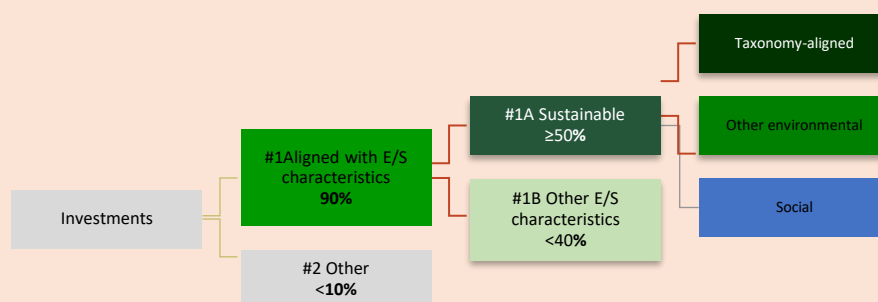 Investments
#1Aligned with E/S
characteristics
90%
#2 Other
<10%
#1A Sustainable
≥50%
#1B Other E/S
characteristics
<40%
Taxonomy-aligned
Other environmental
Social